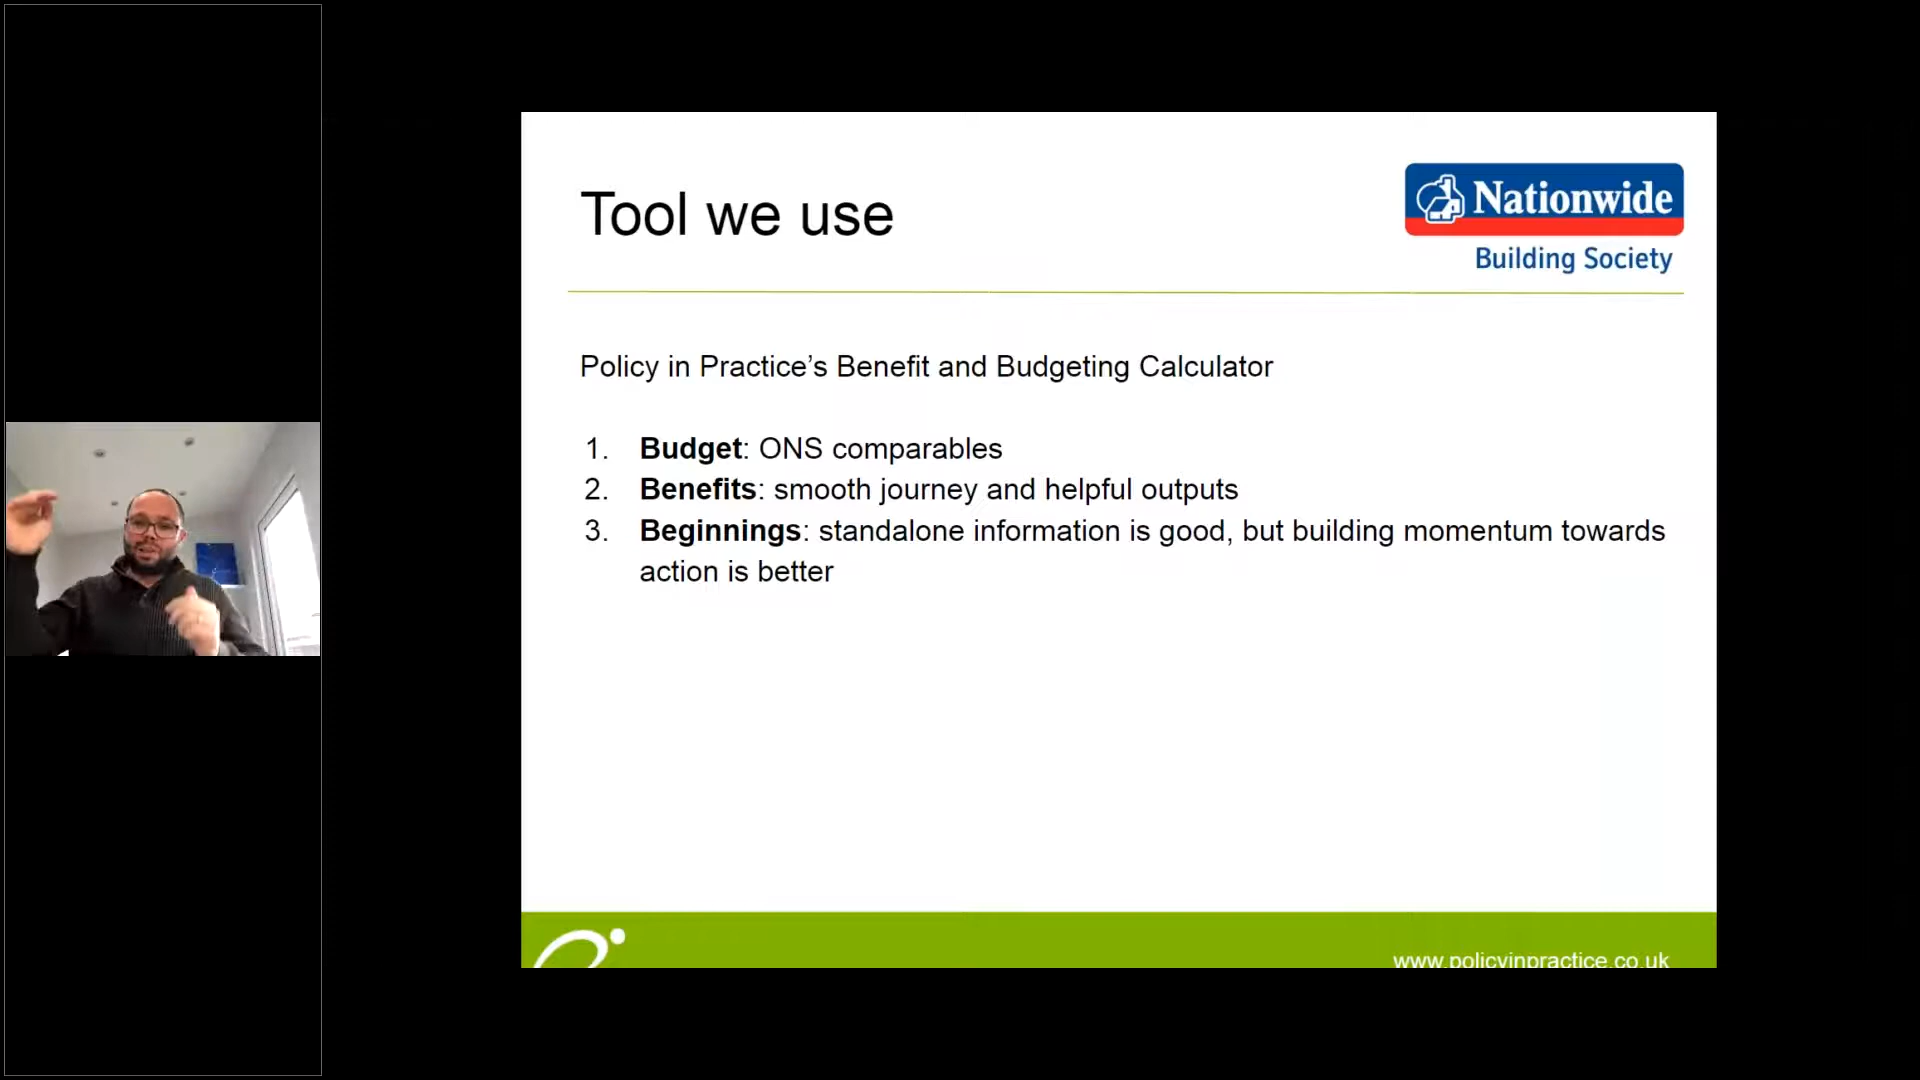 Tool we use
Nationwide
Building Society
Policy in Practice’s Benefit and Budgeting Calculator
1. Budget: ONS comparables
2. Benefits: smooth journey and helpful outputs
3. Beginnings: standalone information is good, but building momentum towards
action is better
www.policyinpractice.co.uk